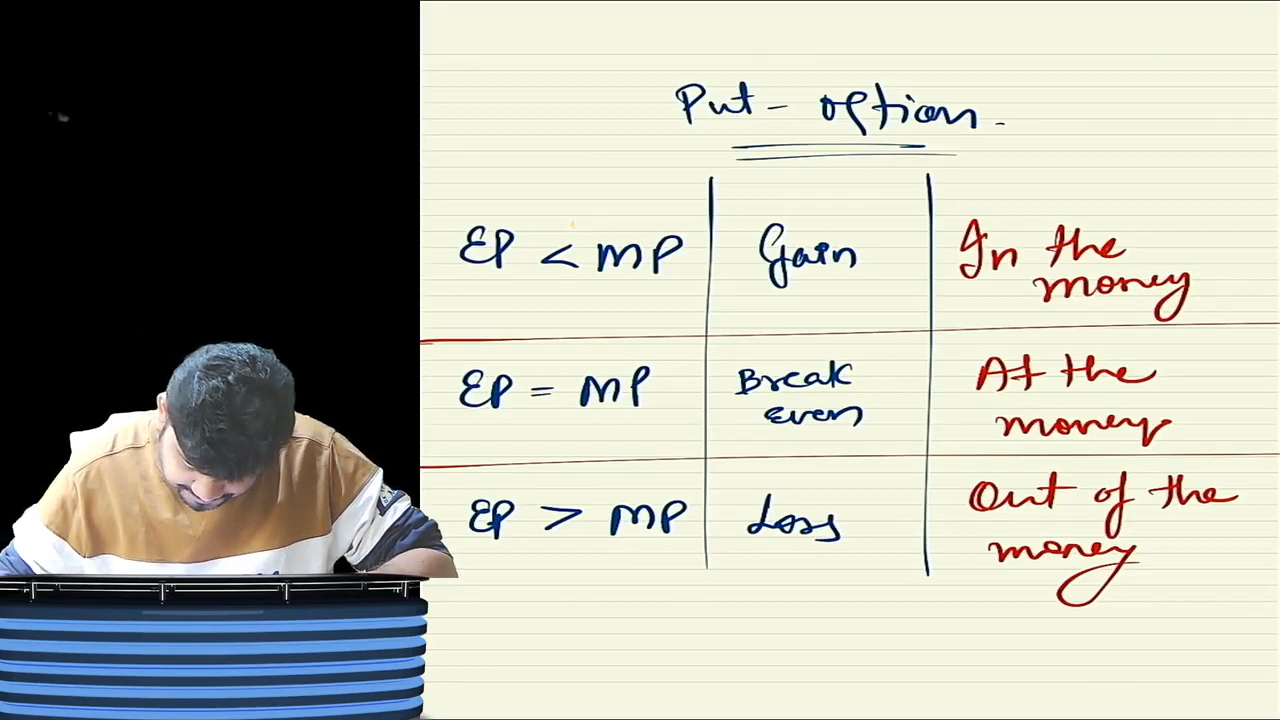 Put - option.
EP < MP | Gain | In the
money
EP = MP | Break
even | At the
money
EP > MP | Loss | Out of the
money